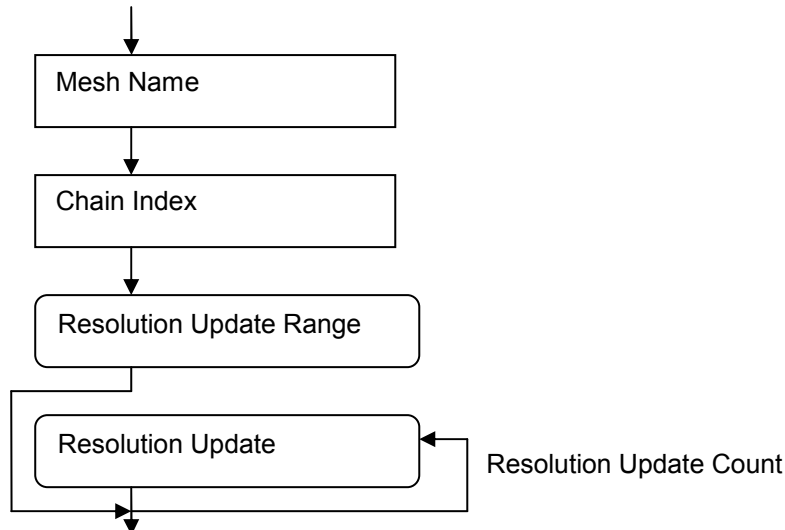 Mesh Name
Chain Index
Resolution Update Range
Resolution Update
Resolution Update Count